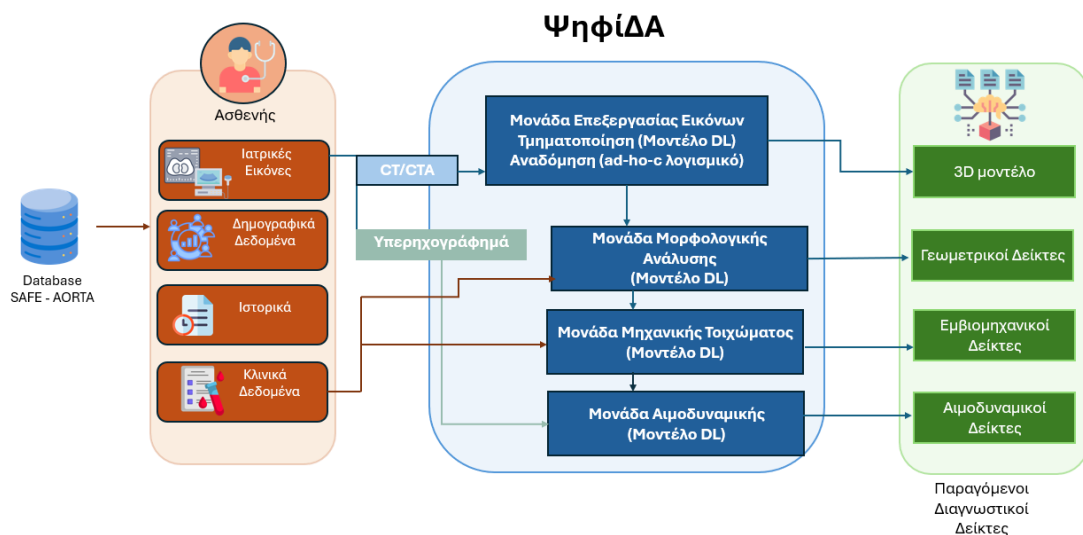 ΨηφίΔΑ
Ασθενής
Ιατρικές
Εικόνες
Δημογραφικά
Δεδομένα
Ιστορικά
Κλινικά
Δεδομένα
Database
SAFE - AORTA
CT/CTA
Υπερηχογράφημά
Μονάδα Επεξεργασίας Εικόνων
Τμηματοποίηση (Μοντέλο DL)
Αναδόμηση (ad-ho-c λογισμικό)
Μονάδα Μορφολογικής
Ανάλυσης
(Μοντέλο DL)
Μονάδα Μηχανικής Τοιχώματος
(Μοντέλο DL)
Μονάδα Αιμοδυναμικής
(Μοντέλο DL)
3D μοντέλο
Γεωμετρικοί Δείκτες
Εμβιομηχανικοί
Δείκτες
Αιμοδυναμικοί
Δείκτες
Παραγόμενοι
Διαγνωστικοί
Δείκτες